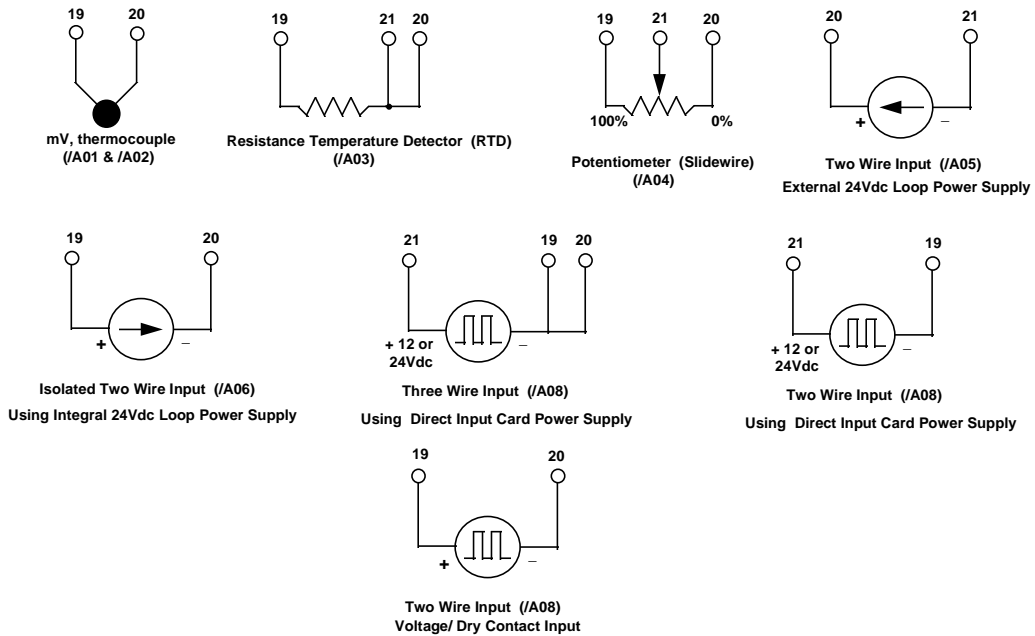 19 20
mV, thermocouple
(/A01 & /A02)
19 21 20
Resistance Temperature Detector (RTD)
(/A03)
19 21 20
100% 0%
Potentiometer (Slidewire)
(/A04)
20 21
+ −
Two Wire Input (/A05)
External 24Vdc Loop Power Supply
19 20
+ −
Isolated Two Wire Input (/A06)
Using Integral 24Vdc Loop Power Supply
21 19 20
+ 12 or −
24Vdc
Three Wire Input (/A08)
Using Direct Input Card Power Supply
21 19
+ 12 or −
24Vdc
Two Wire Input (/A08)
Using Direct Input Card Power Supply
19 20
+ −
Two Wire Input (/A08)
Voltage/ Dry Contact Input